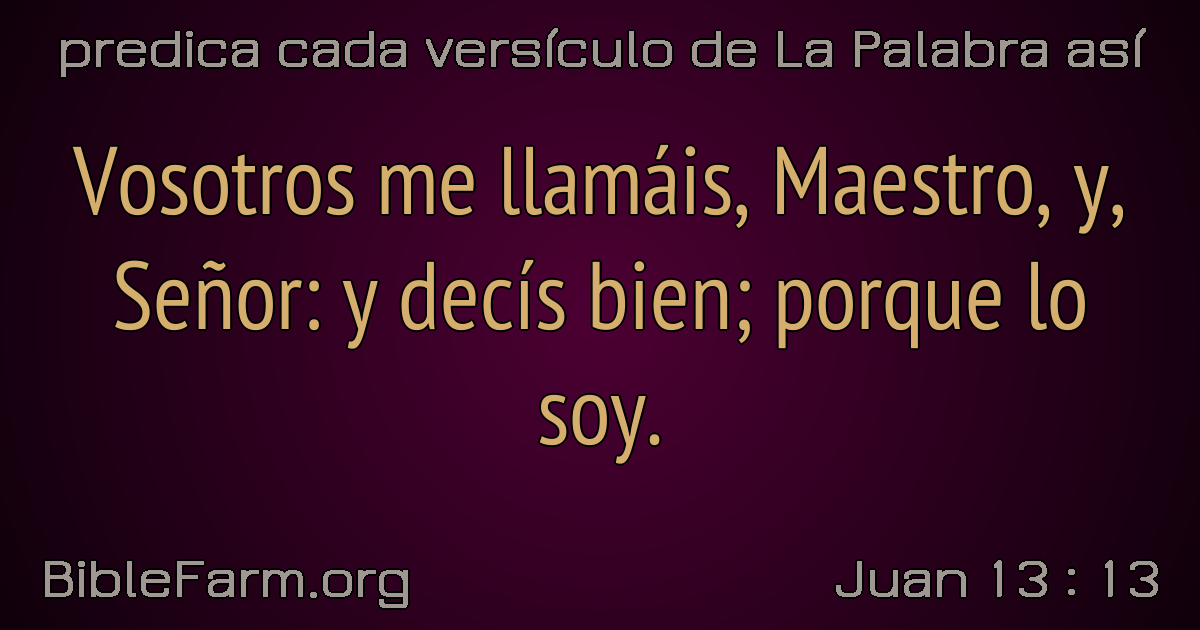 predica cada versículo de La Palabra así
Vosotros me llamáis, Maestro, y,
Señor: y decís bien; porque lo
soy.
BibleFarm.org
Juan 13 : 13